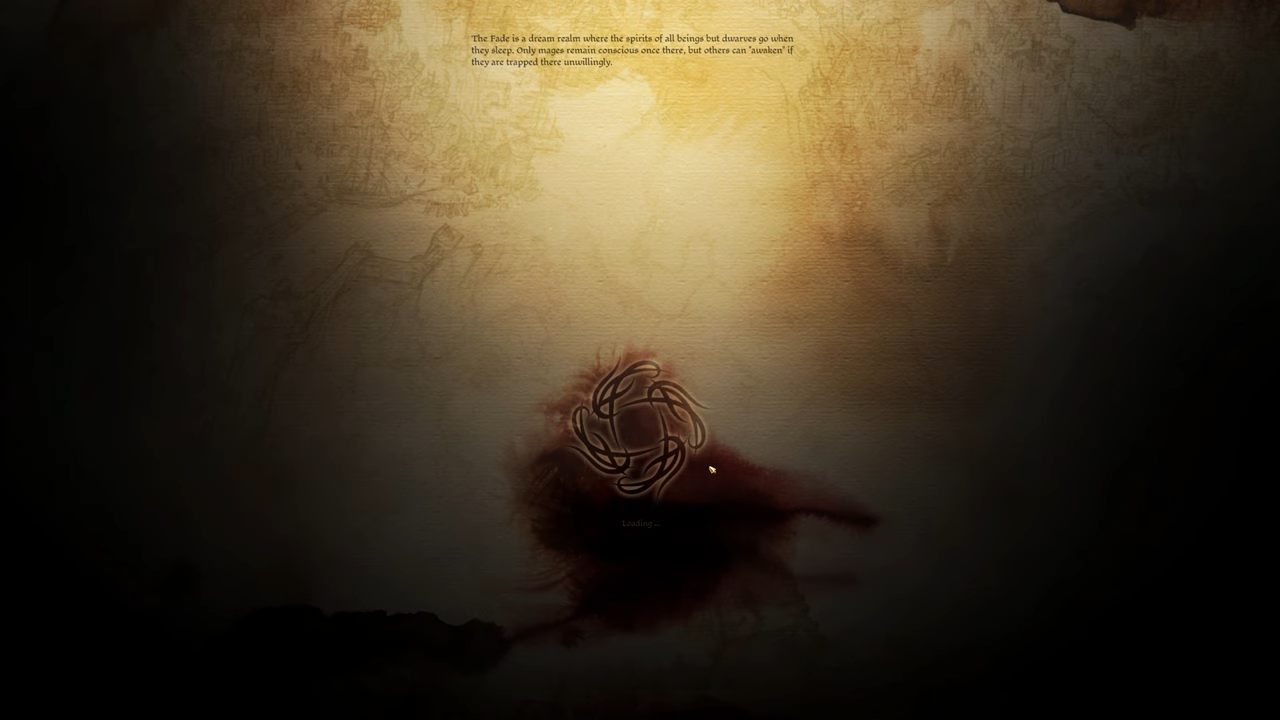 The Fade is a dream realm where the spirits of all beings but dwarves go when
they sleep. Only mages remain conscious once there, but others can "awaken" if
they are trapped there unwillingly.
Loading ...